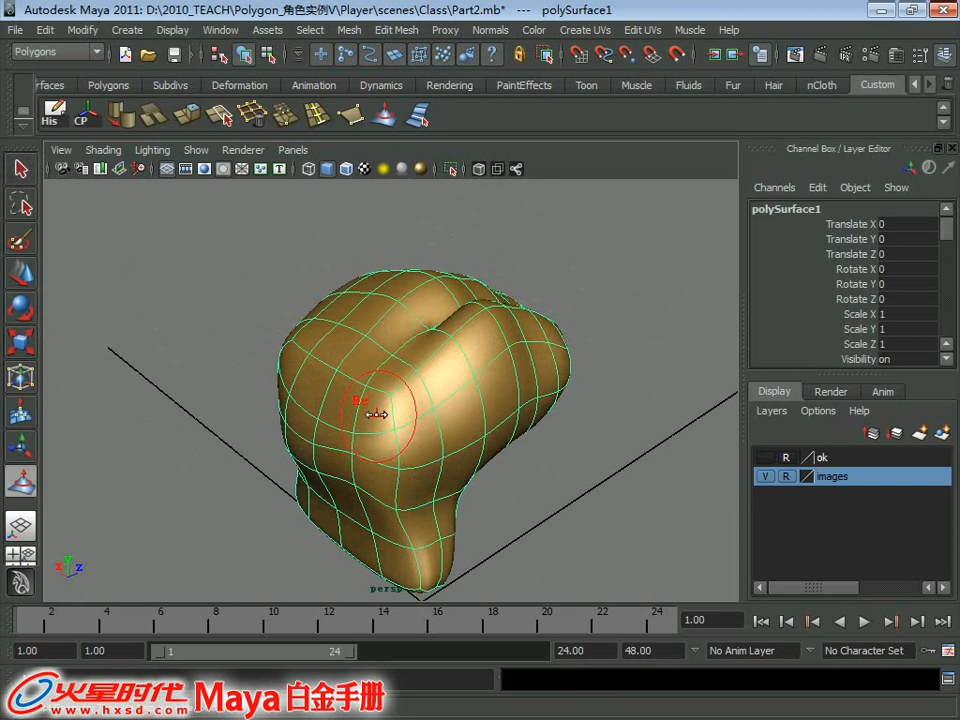 Autodesk Maya 2011: D:\2010_TEACH\Polygon_角色实例V\Player\scenes\Class\Part2.mb* --- polySurface1
File Edit Modify Create Display Window Assets Select Mesh Edit Mesh Proxy Normals Color Create UVs Edit UVs Muscle Help
Polygons
rfaces Polygons Subdivs Deformation Animation Dynamics Rendering PaintEffects Toon Muscle Fluids Fur Hair nCloth Custom
His CP
View Shading Lighting Show Renderer Panels
Channel Box / Layer Editor
Channels Edit Object Show
polySurface1
Translate X 0
Translate Y 0
Translate Z 0
Rotate X 0
Rotate Y 0
Rotate Z 0
Scale X 1
Scale Y 1
Scale Z 1
Visibility on
Re
Display Render Anim
Layers Options Help
R ok
V R images
x y z
persp
2 4 6 8 10 12 14 16 18 20 22 24
1.00
1.00 1.00 1 24 24.00 48.00 No Anim Layer No Character Set
火星时代 Maya 白金手册
www.hxsd.com